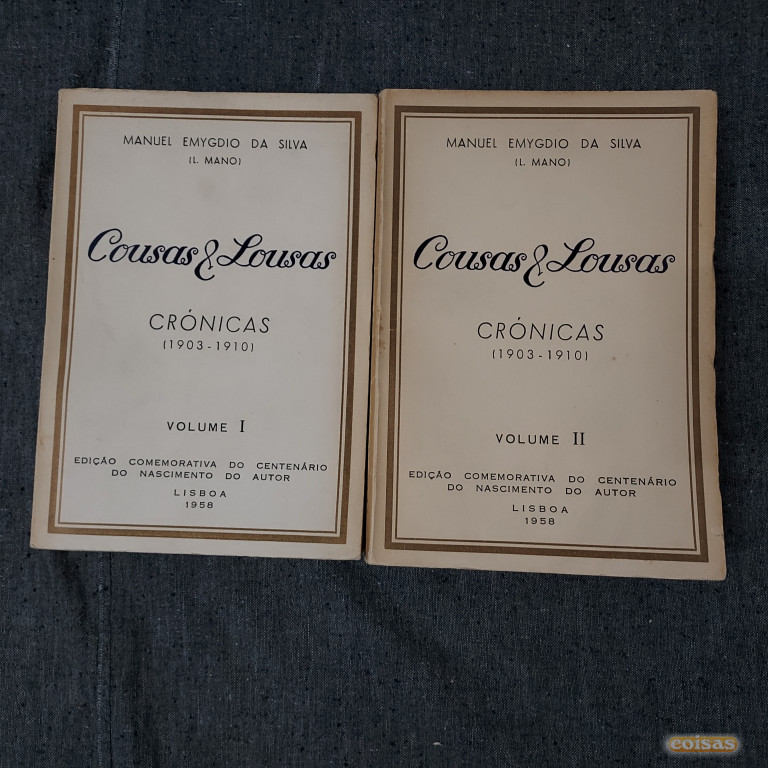 MANUEL EMYGDIO DA SILVA
(L. MANO)
Cousas & Lousas
CRÓNICAS
(1903-1910)
VOLUME I
EDIÇÃO COMEMORATIVA DO CENTENÁRIO
DO NASCIMENTO DO AUTOR
LISBOA
1958
MANUEL EMYGDIO DA SILVA
(L. MANO)
Cousas & Lousas
CRÓNICAS
(1903-1910)
VOLUME II
EDIÇÃO COMEMORATIVA DO CENTENÁRIO
DO NASCIMENTO DO AUTOR
LISBOA
1958
coisas